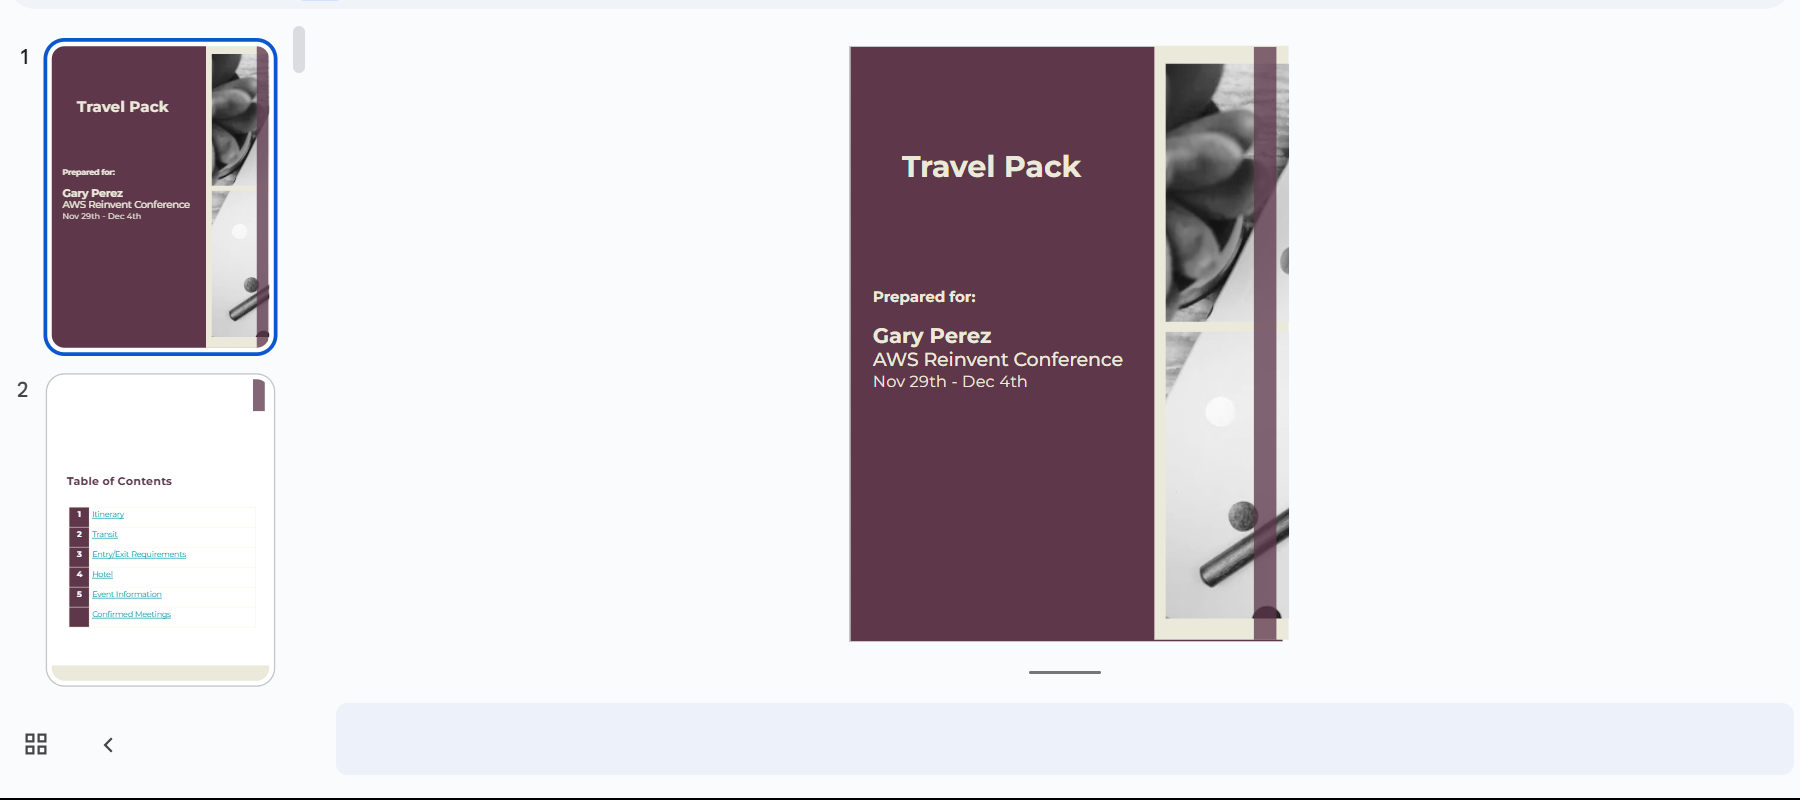 1
Travel Pack
Prepared for:
Gary Perez
AWS Reinvent Conference
Nov 29th - Dec 4th
2
Table of Contents
1 Itinerary
2 Transit
3 Entry/Exit Requirements
4 Hotel
5 Event Information
Confirmed Meetings
Travel Pack
Prepared for:
Gary Perez
AWS Reinvent Conference
Nov 29th - Dec 4th